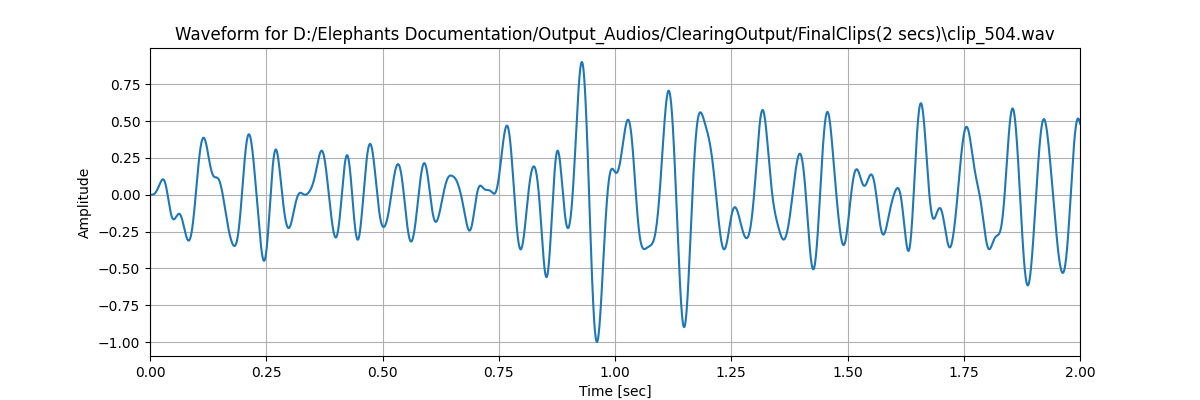 Waveform for D:/Elephants Documentation/Output_Audios/ClearingOutput/FinalClips(2 secs)\clip_504.wav
Amplitude
0.75
0.50
0.25
0.00
−0.25
−0.50
−0.75
−1.00
0.00 0.25 0.50 0.75 1.00 1.25 1.50 1.75 2.00
Time [sec]